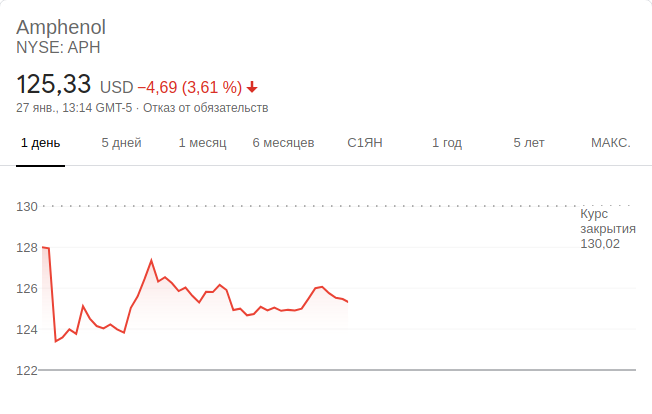 Amphenol
NYSE: APH
125,33 USD −4,69 (3,61 %)
27 янв., 13:14 GMT-5 · Отказ от обязательств
1 день 5 дней 1 месяц 6 месяцев С1ЯН 1 год 5 лет МАКС.
130
Курс
закрытия
130,02
128
126
124
122